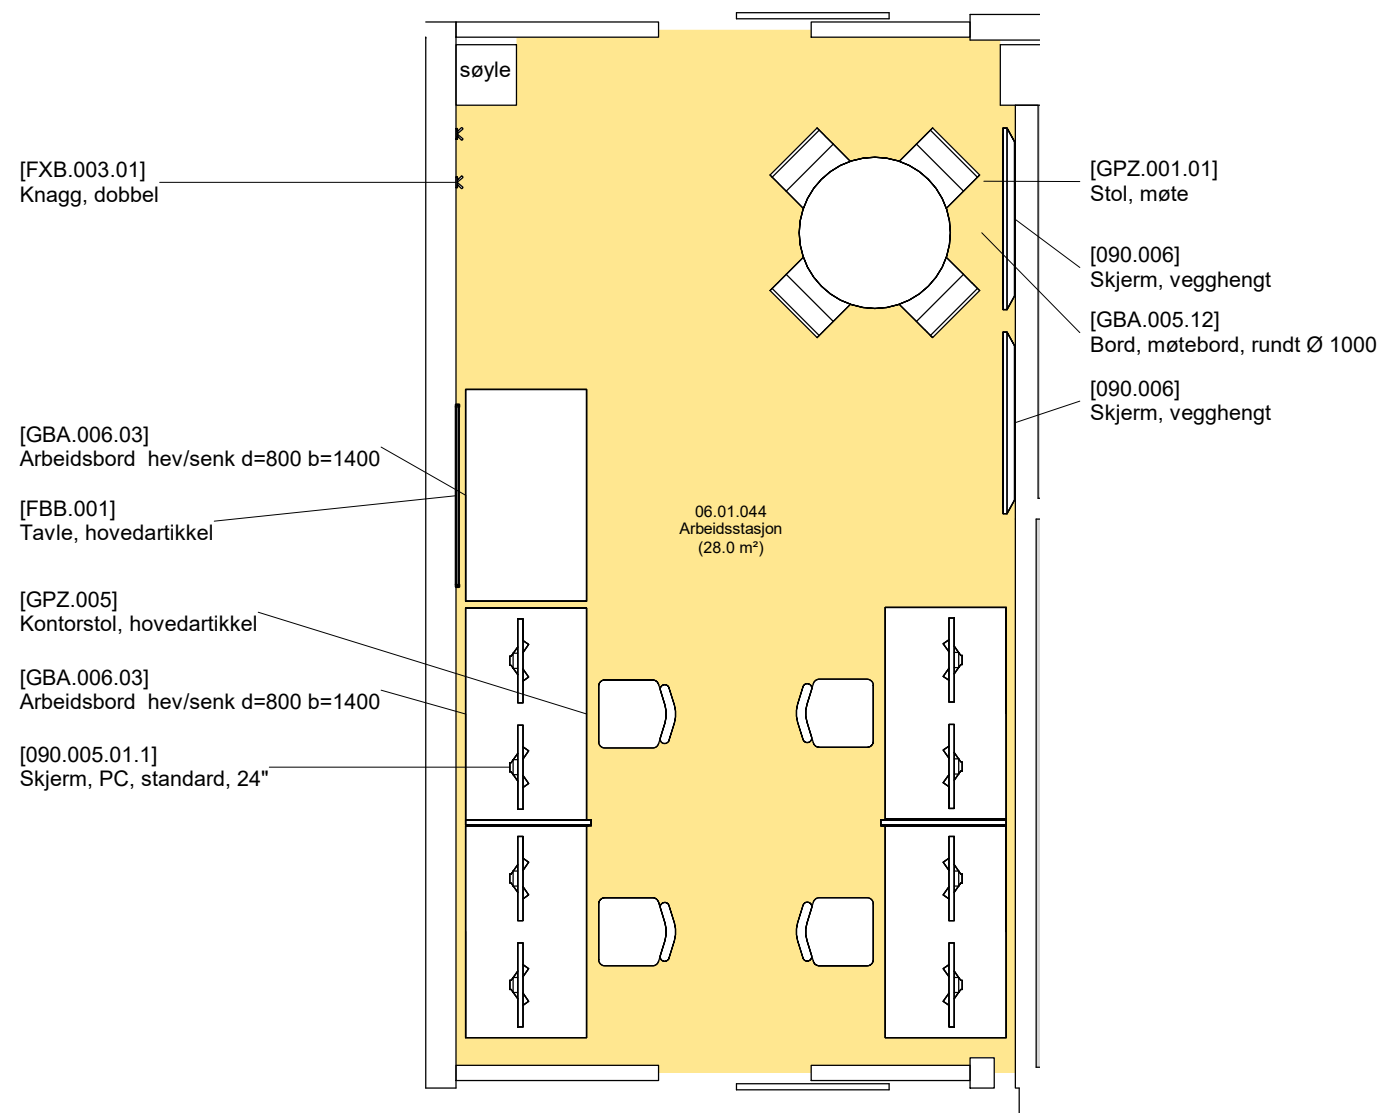 søyle
[FXB.003.01]
Knagg, dobbel
[GPZ.001.01]
Stol, møte
[090.006]
Skjerm, vegghengt
[GBA.005.12]
Bord, møtebord, rundt Ø 1000
[090.006]
Skjerm, vegghengt
[GBA.006.03]
Arbeidsbord  hev/senk d=800 b=1400
[FBB.001]
Tavle, hovedartikkel
06.01.044
Arbeidsstasjon
(28.0 m²)
[GPZ.005]
Kontorstol, hovedartikkel
[GBA.006.03]
Arbeidsbord  hev/senk d=800 b=1400
[090.005.01.1]
Skjerm, PC, standard, 24"